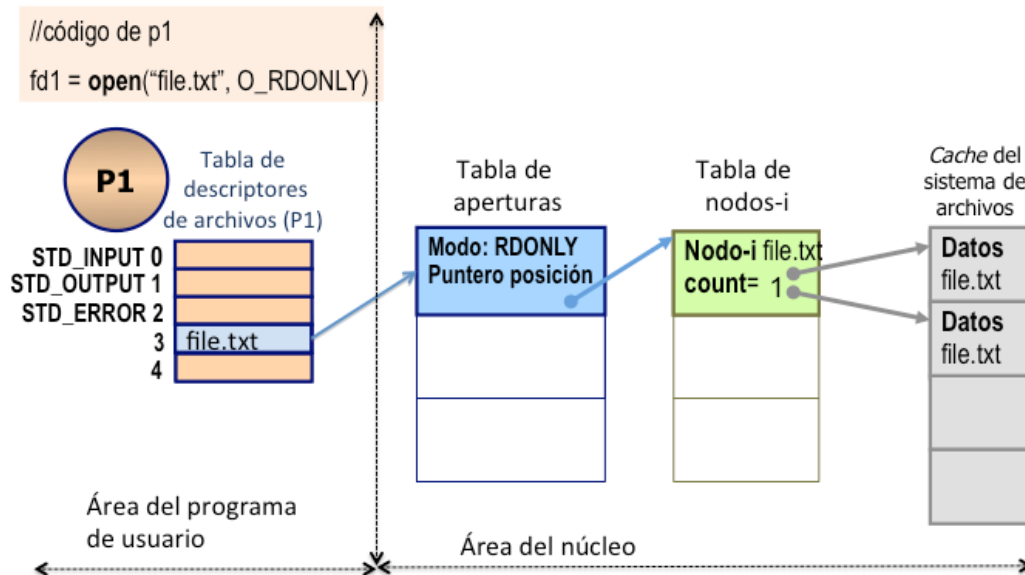 //código de p1
fd1 = open(“file.txt”, O_RDONLY)
P1
Tabla de
descriptores
de archivos (P1)
STD_INPUT 0
STD_OUTPUT 1
STD_ERROR 2
3 file.txt
4
Tabla de
aperturas
Modo: RDONLY
Puntero posición
Tabla de
nodos-i
Nodo-i file.txt
count= 1
Cache del
sistema de
archivos
Datos
file.txt
Datos
file.txt
Área del programa
de usuario
Área del núcleo